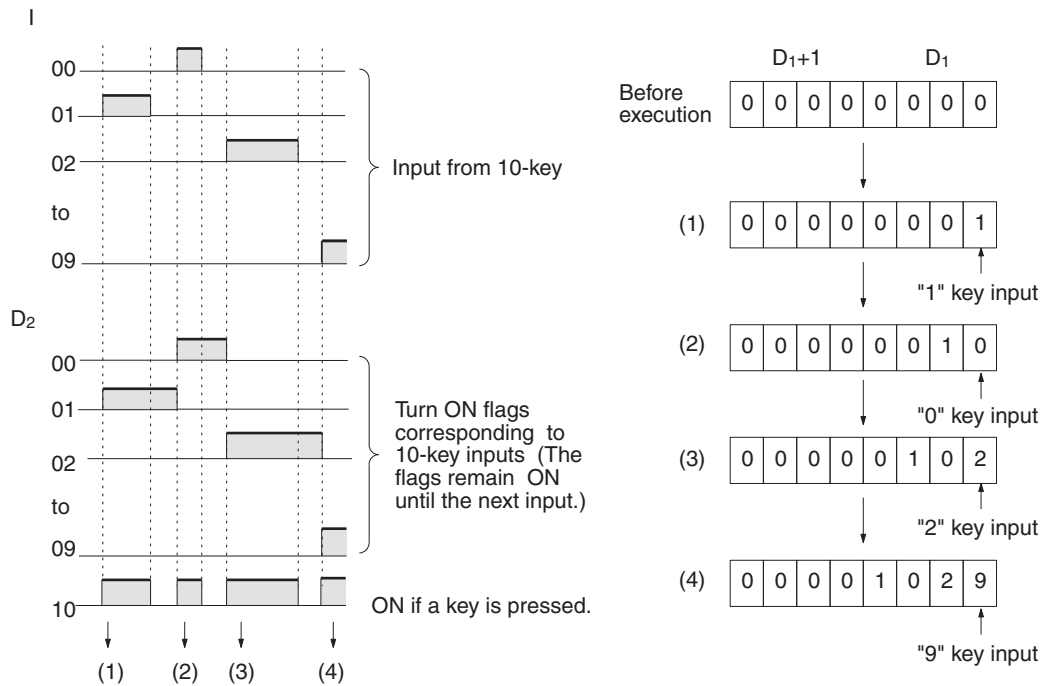 I
00
01
02
to
09
Input from 10-key
D₂
00
01
02
to
09
10
Turn ON flags
corresponding to
10-key inputs (The
flags remain ON
until the next input.)
ON if a key is pressed.
(1) (2) (3) (4)
D₁+1 D₁
Before
execution
0 0 0 0 0 0 0 0
(1) 0 0 0 0 0 0 0 1
"1" key input
(2) 0 0 0 0 0 0 1 0
"0" key input
(3) 0 0 0 0 0 1 0 2
"2" key input
(4) 0 0 0 0 1 0 2 9
"9" key input